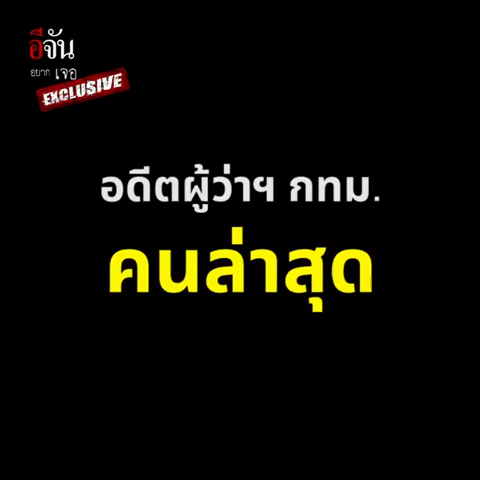 อีจัน
อยาก เจอ
EXCLUSIVE
อดีตผู้ว่าฯ กทม.
คนล่าสุด